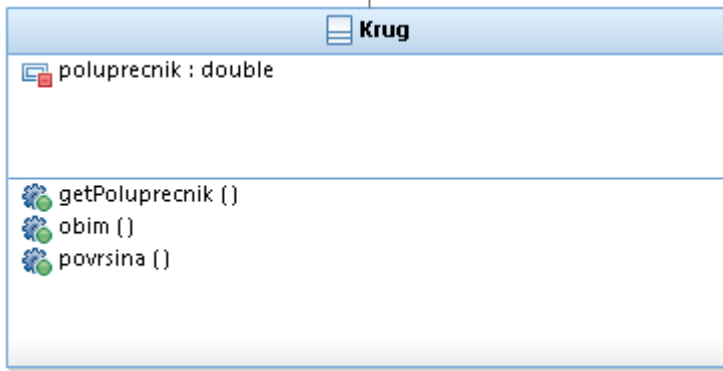 Krug
poluprecnik : double
getPoluprecnik ()
obim ()
povrsina ()